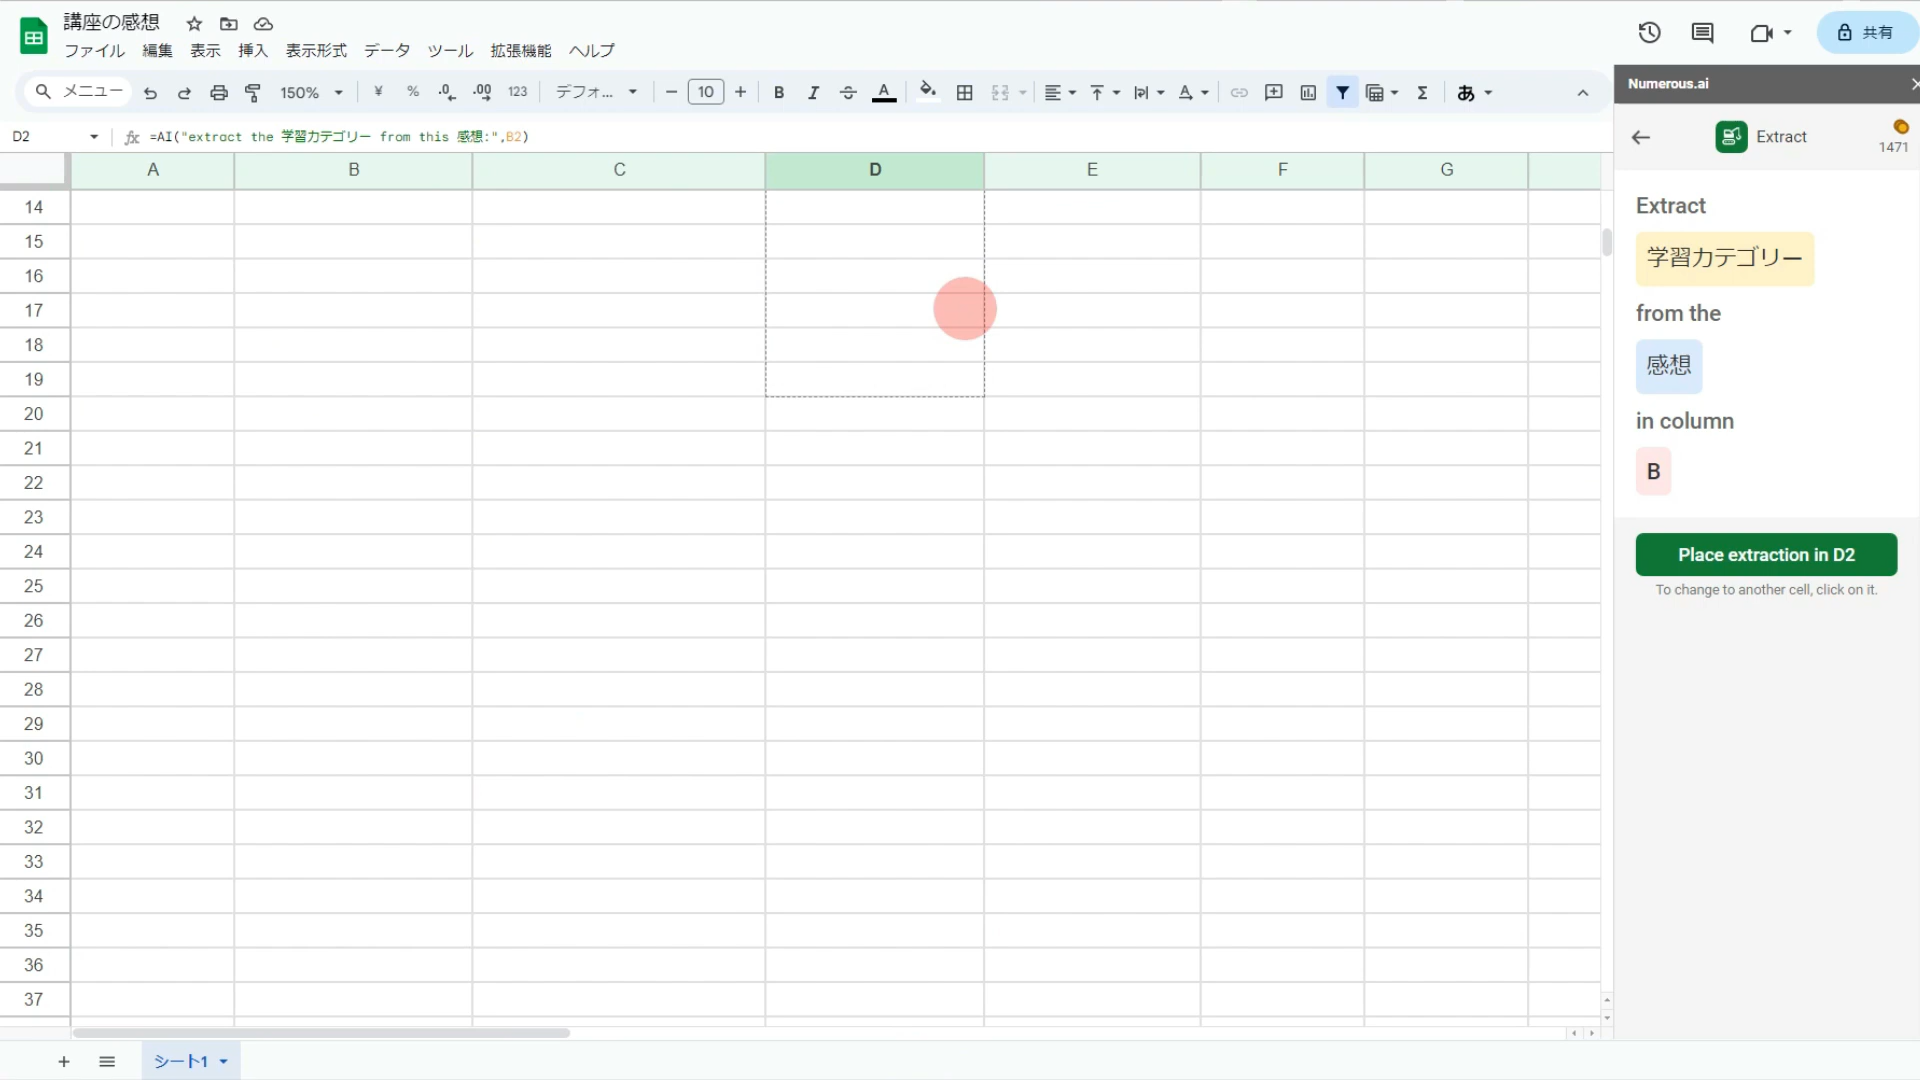 講座の感想
ファイル 編集 表示 挿入 表示形式 データ ツール 拡張機能 ヘルプ
共有
メニュー 150% ¥ % .0 .00 123 デフォ... − 10 + B I A あ
Numerous.ai
D2 =AI("extract the 学習カテゴリー from this 感想:",B2)
Extract
1471
A B C D E F G
14
15
16
17
18
19
20
21
22
23
24
25
26
27
28
29
30
31
32
33
34
35
36
37
Extract
学習カテゴリー
from the
感想
in column
B
Place extraction in D2
To change to another cell, click on it.
シート1